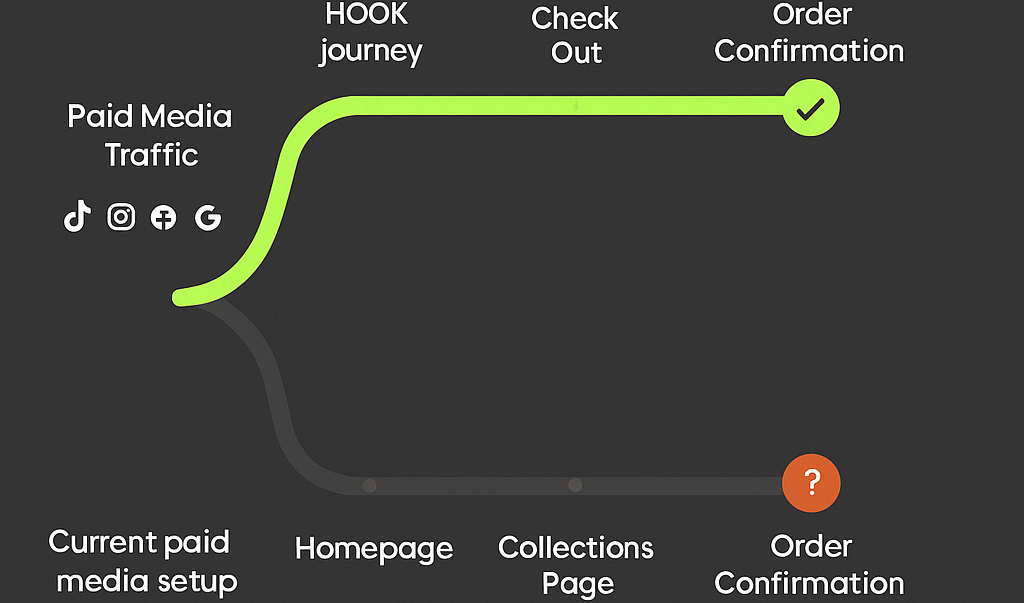 HOOK
journey
Check
Out
Order
Confirmation
Paid Media
Traffic
?
Current paid
media setup
Homepage
Collections
Page
Order
Confirmation